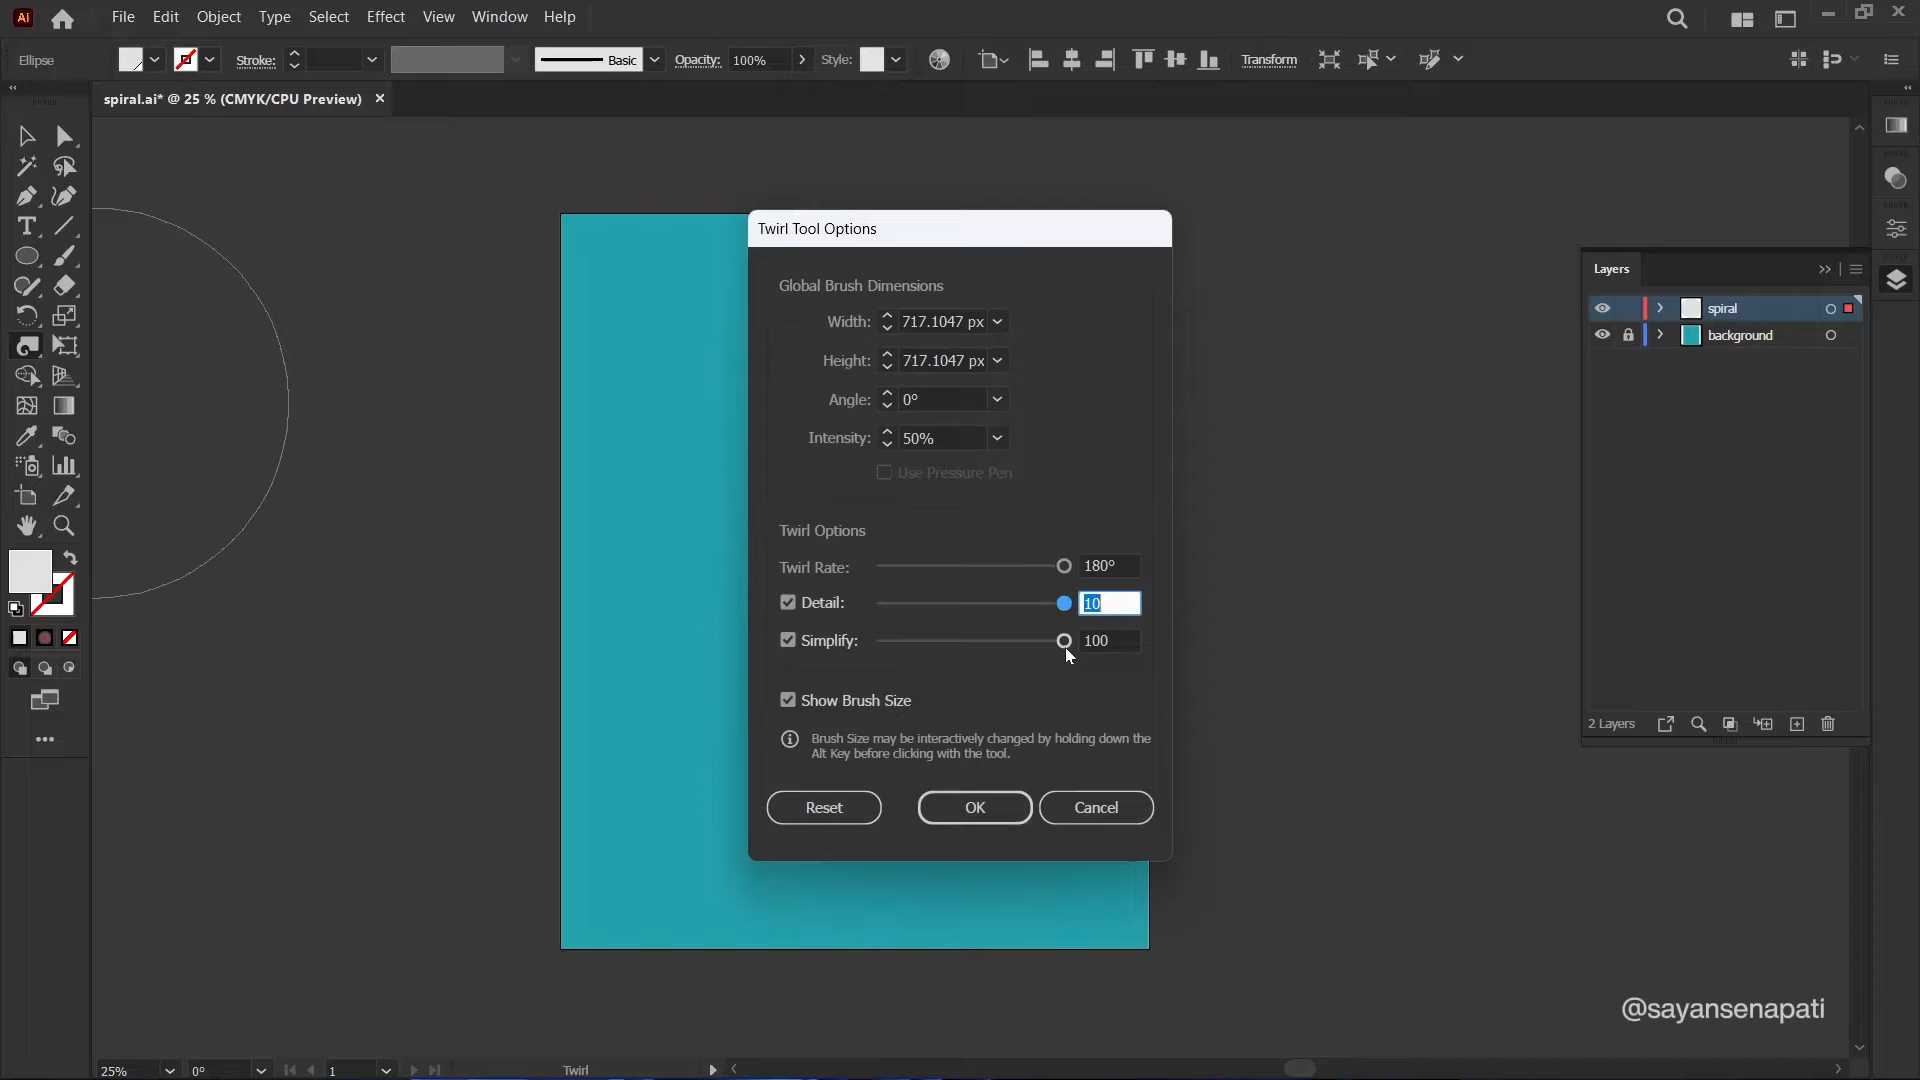 Ai File Edit Object Type Select Effect View Window Help
Ellipse Stroke: Basic Opacity: 100% Style: Transform
spiral.ai* @ 25 % (CMYK/CPU Preview)
Twirl Tool Options
Global Brush Dimensions
Width: 717.1047 px
Height: 717.1047 px
Angle: 0°
Intensity: 50%
Use Pressure Pen
Twirl Options
Twirl Rate: 180°
Detail: 10
Simplify: 100
Show Brush Size
Brush Size may be interactively changed by holding down the
Alt Key before clicking with the tool.
Reset OK Cancel
Layers
spiral
background
2 Layers
@sayansenapati
25% 0° 1 Twirl